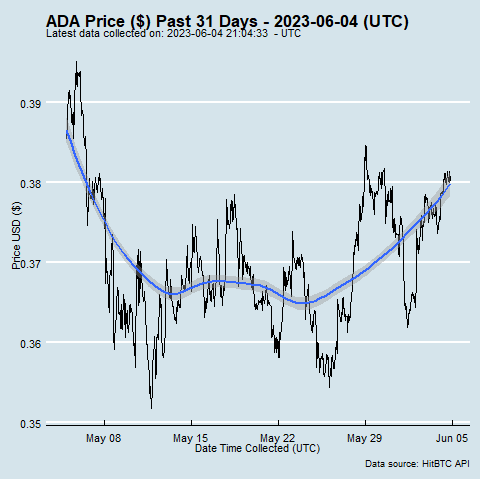 ADA Price ($) Past 31 Days - 2023-06-04 (UTC)
Latest data collected on: 2023-06-04 21:04:33 - UTC
Price USD ($)
0.39
0.38
0.37
0.36
0.35
May 08
May 15
May 22
May 29
Jun 05
Date Time Collected (UTC)
Data source: HitBTC API